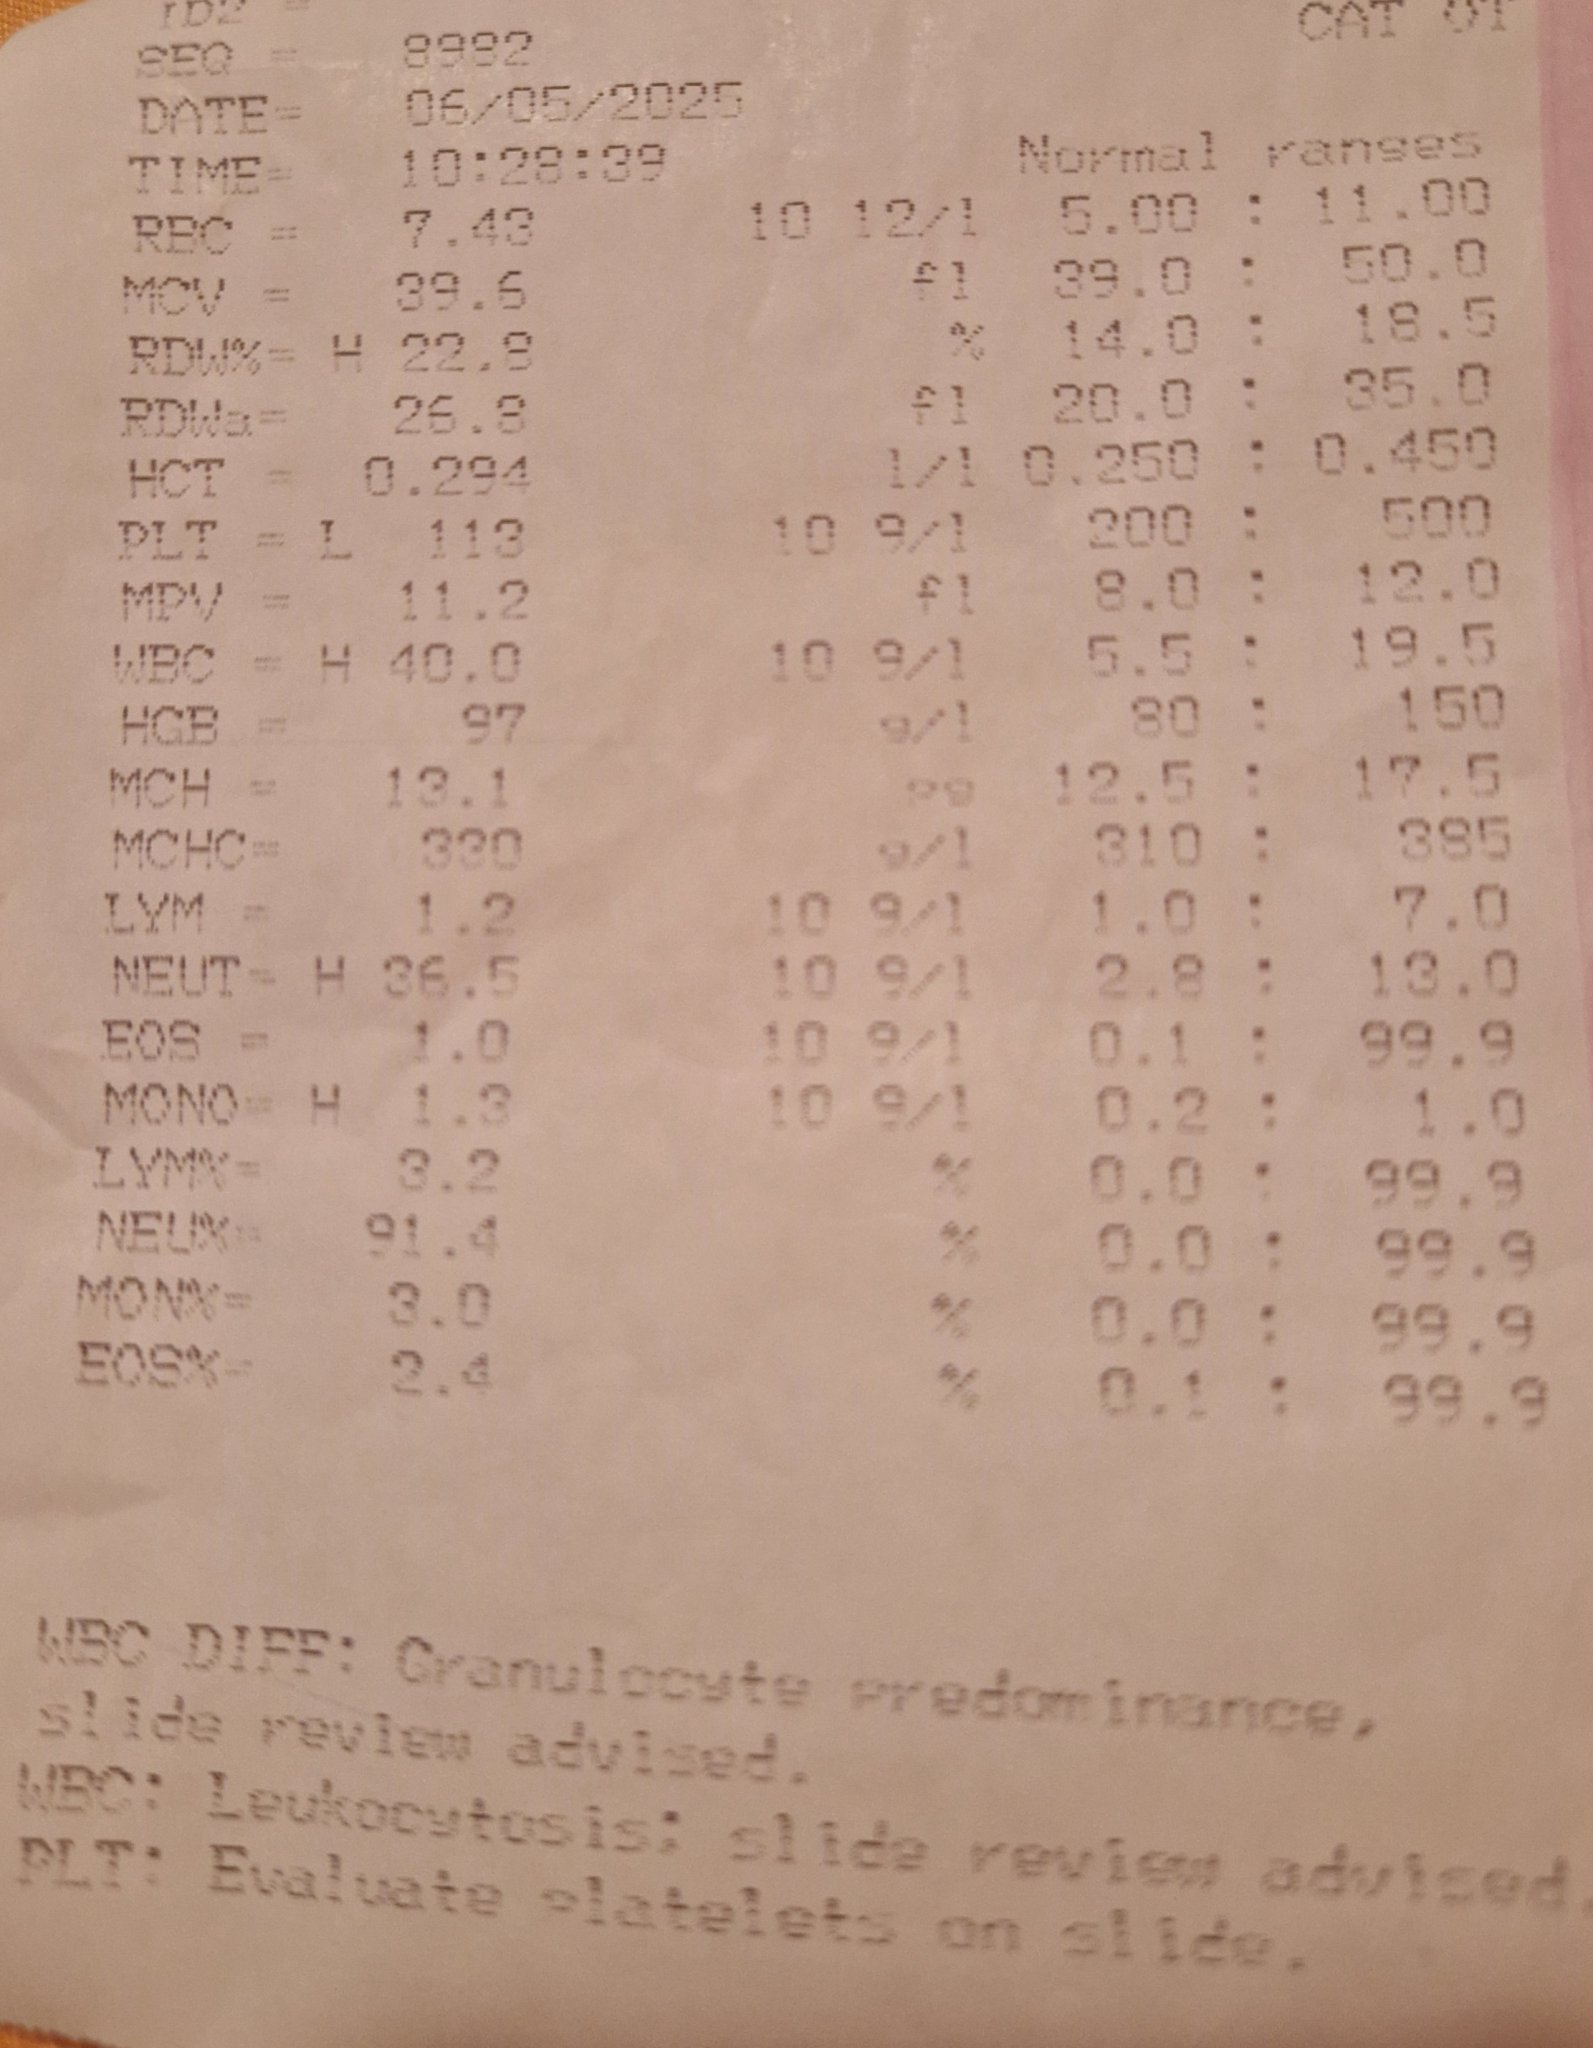 SEQ = 8982
DATE= 06/05/2025
TIME= 10:28:39 Normal ranges
RBC = 7.43 10 12/l 5.00 : 11.00
MCV = 39.6 fl 39.0 : 50.0
RDW%= H 22.8 % 14.0 : 18.5
RDWa= 26.8 fl 20.0 : 35.0
HCT = 0.294 l/l 0.250 : 0.450
PLT = L 113 10 9/l 200 : 500
MPV = 11.2 fl 8.0 : 12.0
WBC = H 40.0 10 9/l 5.5 : 19.5
HGB = 97 g/l 80 : 150
MCH = 13.1 pg 12.5 : 17.5
MCHC= 330 g/l 310 : 385
LYM = 1.2 10 9/l 1.0 : 7.0
NEUT= H 36.5 10 9/l 2.8 : 13.0
EOS = 1.0 10 9/l 0.1 : 99.9
MONO= H 1.3 10 9/l 0.2 : 1.0
LYM%= 3.2 % 0.0 : 99.9
NEU%= 91.4 % 0.0 : 99.9
MON%= 3.0 % 0.0 : 99.9
EOS%= 2.4 % 0.1 : 99.9
WBC DIFF: Granulocyte predominance,
slide review advised.
WBC: Leukocytosis; slide review advised.
PLT: Evaluate platelets on slide.